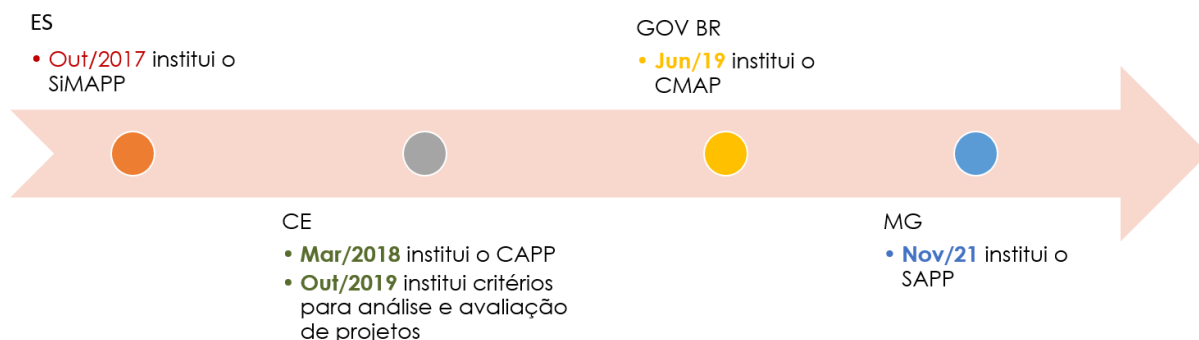 ES
• Out/2017 institui o
SiMAPP
CE
• Mar/2018 institui o CAPP
• Out/2019 institui critérios
para análise e avaliação
de projetos
GOV BR
• Jun/19 institui o
CMAP
MG
• Nov/21 institui o
SAPP